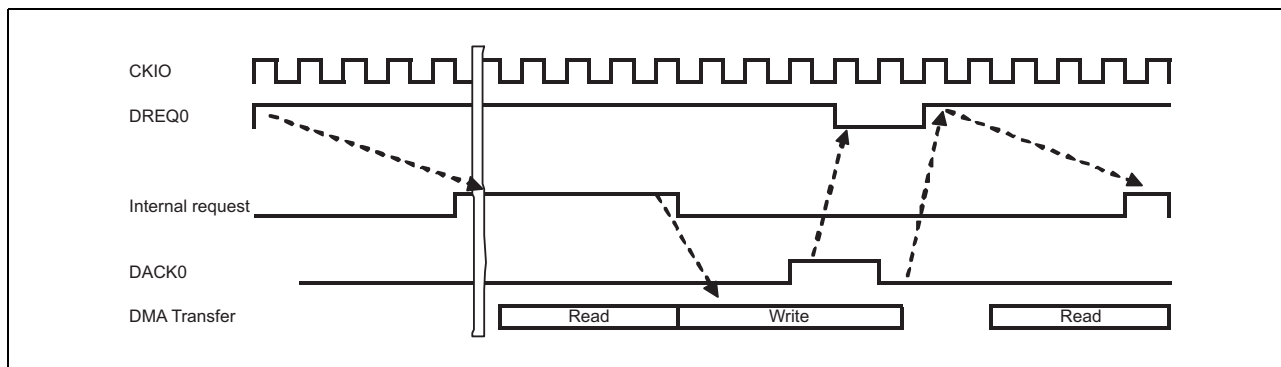 CKIO
DREQ0
Internal request
DACK0
DMA Transfer Read Write Read